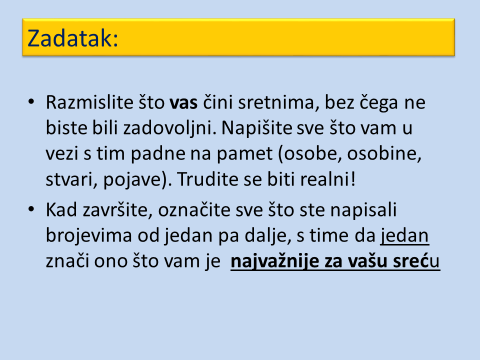 Zadatak:
• Razmislite što vas čini sretnima, bez čega ne
biste bili zadovoljni. Napišite sve što vam u
vezi s tim padne na pamet (osobe, osobine,
stvari, pojave). Trudite se biti realni!
• Kad završite, označite sve što ste napisali
brojevima od jedan pa dalje, s time da jedan
znači ono što vam je najvažnije za vašu sreću